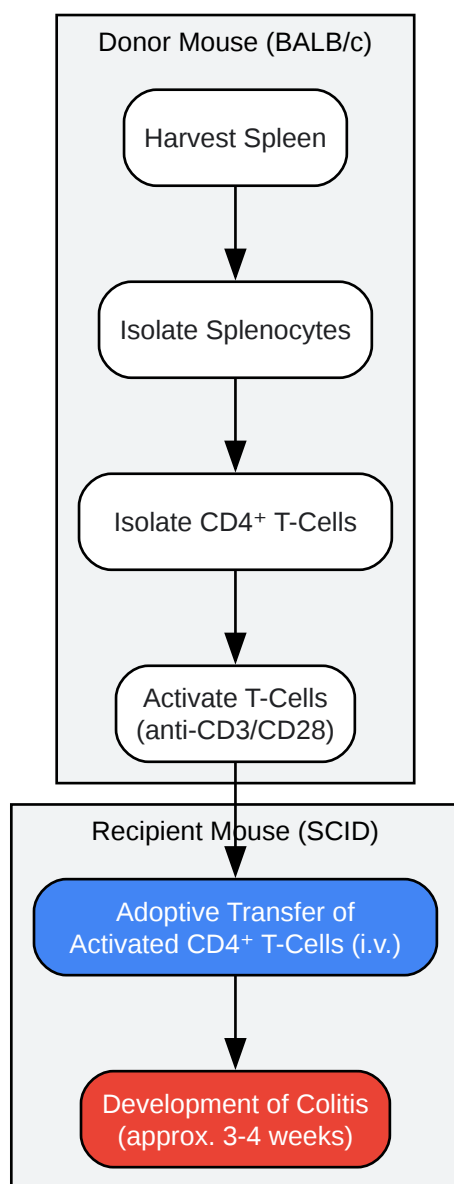 Donor Mouse (BALB/c)
Harvest Spleen
Isolate Splenocytes
Isolate CD4⁺ T-Cells
Activate T-Cells
(anti-CD3/CD28)
Recipient Mouse (SCID)
Adoptive Transfer of
Activated CD4⁺ T-Cells (i.v.)
Development of Colitis
(approx. 3-4 weeks)